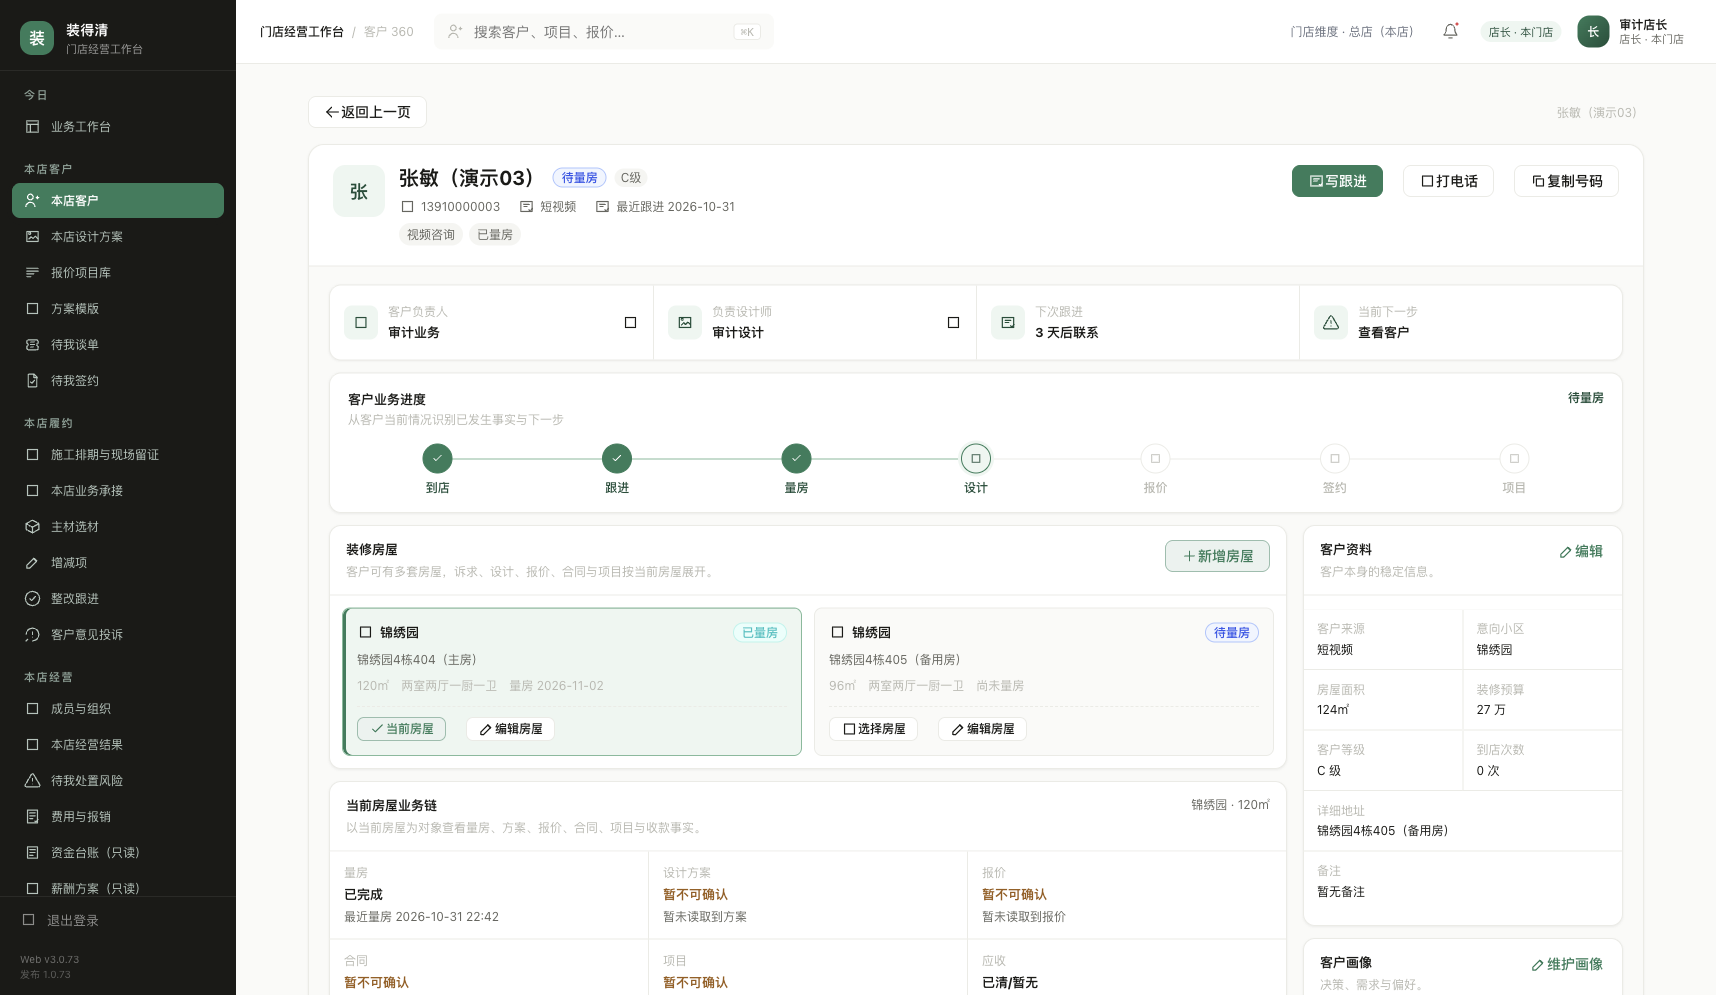 装 装得清
门店经营工作台
今日
业务工作台
本店客户
本店客户
本店设计方案
报价项目库
方案模版
待我谈单
待我签约
本店履约
施工排期与现场留证
本店业务承接
主材选材
增减项
整改跟进
客户意见投诉
本店经营
成员与组织
本店经营结果
待我处置风险
费用与报销
资金台账（只读）
薪酬方案（只读）
退出登录
Web v3.0.73
发布 1.0.73
门店经营工作台 / 客户 360
搜索客户、项目、报价... ⌘K
门店维度 · 总店（本店）
店长 · 本门店
长 审计店长
店长 · 本门店
返回上一页
张敏（演示03）
张 张敏（演示03） 待量房 C级
13910000003 短视频 最近跟进 2026-10-31
视频咨询 已量房
写跟进 打电话 复制号码
客户负责人
审计业务
负责设计师
审计设计
下次跟进
3 天后联系
当前下一步
查看客户
客户业务进度 待量房
从客户当前情况识别已发生事实与下一步
到店 跟进 量房 设计 报价 签约 项目
装修房屋
客户可有多套房屋，诉求、设计、报价、合同与项目按当前房屋展开。
新增房屋
锦绣园 已量房
锦绣园4栋404（主房）
120㎡ 两室两厅一厨一卫 量房 2026-11-02
当前房屋 编辑房屋
锦绣园 待量房
锦绣园4栋405（备用房）
96㎡ 两室两厅一厨一卫 尚未量房
选择房屋 编辑房屋
当前房屋业务链 锦绣园 · 120㎡
以当前房屋为对象查看量房、方案、报价、合同、项目与收款事实。
量房
已完成
最近量房 2026-10-31 22:42
设计方案
暂不可确认
暂未读取到方案
报价
暂不可确认
暂未读取到报价
合同
暂不可确认
项目
暂不可确认
应收
已清/暂无
客户资料 编辑
客户本身的稳定信息。
客户来源
短视频
意向小区
锦绣园
房屋面积
124㎡
装修预算
27 万
客户等级
C 级
到店次数
0 次
详细地址
锦绣园4栋405（备用房）
备注
暂无备注
客户画像 维护画像
决策、需求与偏好。